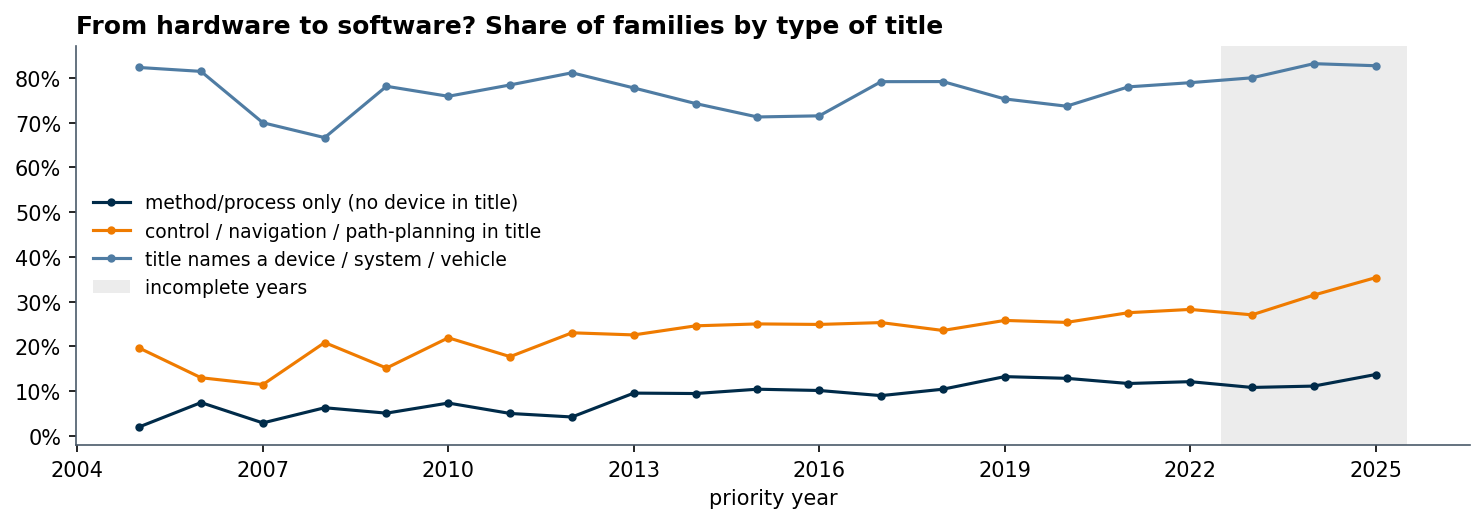 From hardware to software? Share of families by type of title
80%
70%
60%
50%
40%
30%
20%
10%
0%
method/process only (no device in title)
control / navigation / path-planning in title
title names a device / system / vehicle
incomplete years
2004
2007
2010
2013
2016
2019
2022
2025
priority year